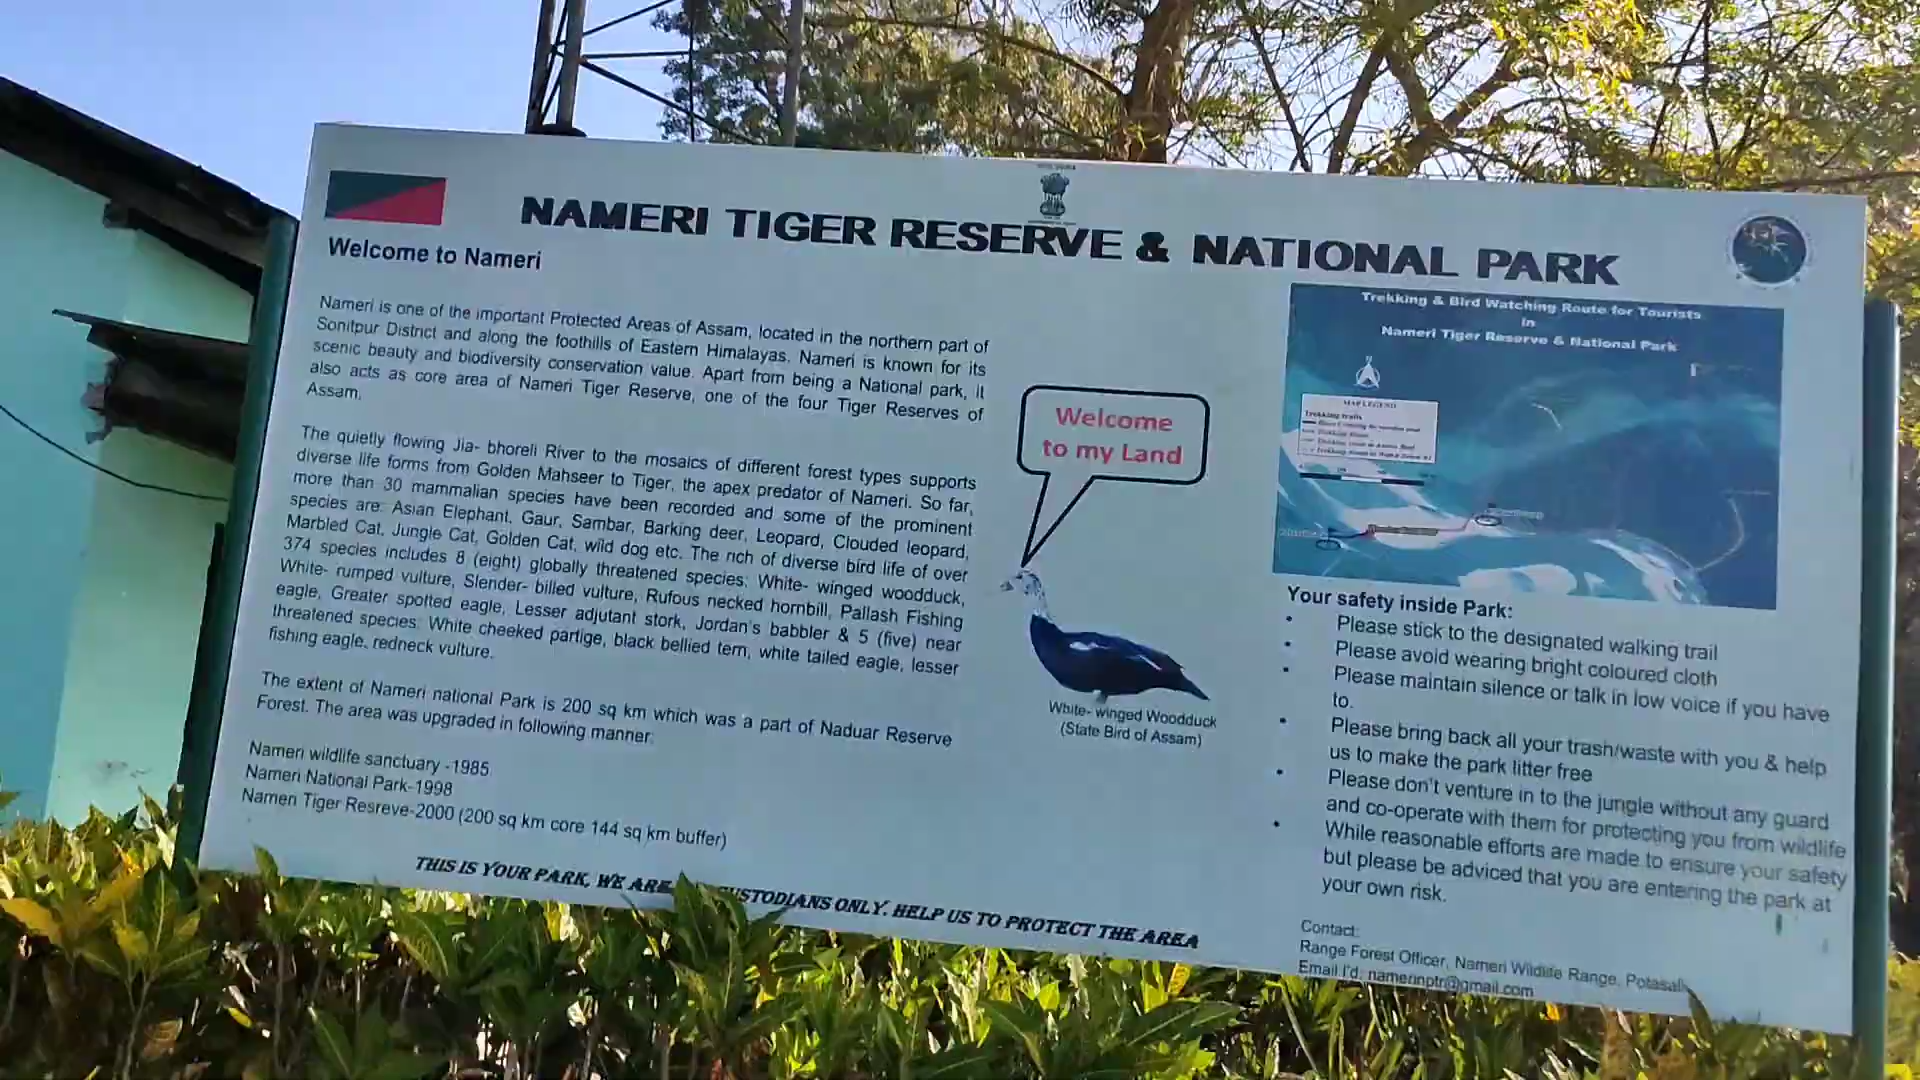 NAMERI TIGER RESERVE & NATIONAL PARK
Welcome to Nameri
Nameri is one of the important Protected Areas of Assam, located in the northern part of
Sonitpur District and along the foothills of Eastern Himalayas. Nameri is known for its
scenic beauty and biodiversity conservation value. Apart from being a National park, it
also acts as core area of Nameri Tiger Reserve, one of the four Tiger Reserves of
Assam.
The quietly flowing Jia- bhoreli River to the mosaics of different forest types supports
diverse life forms from Golden Mahseer to Tiger, the apex predator of Nameri. So far,
more than 30 mammalian species have been recorded and some of the prominent
species are: Asian Elephant, Gaur, Sambar, Barking deer, Leopard, Clouded leopard,
Marbled Cat, Jungle Cat, Golden Cat, wild dog etc. The rich of diverse bird life of over
374 species includes 8 (eight) globally threatened species: White- winged woodduck,
White- rumped vulture, Slender- billed vulture, Rufous necked hornbill, Pallash Fishing
eagle, Greater spotted eagle, Lesser adjutant stork, Jordan's babbler & 5 (five) near
threatened species: White cheeked partige, black bellied tern, white tailed eagle, lesser
fishing eagle, redneck vulture.
The extent of Nameri national Park is 200 sq km which was a part of Naduar Reserve
Forest. The area was upgraded in following manner:
Nameri wildlife sanctuary -1985
Nameri National Park-1998
Nameri Tiger Resreve-2000 (200 sq km core 144 sq km buffer)
THIS IS YOUR PARK, WE ARE CUSTODIANS ONLY. HELP US TO PROTECT THE AREA
Welcome
to my Land
White- winged Woodduck
(State Bird of Assam)
Trekking & Bird Watching Route for Tourists
in
Nameri Tiger Reserve & National Park
N
MAP LEGEND
Trekking trails
Your safety inside Park:
• Please stick to the designated walking trail
• Please avoid wearing bright coloured cloth
• Please maintain silence or talk in low voice if you have
to.
• Please bring back all your trash/waste with you & help
us to make the park litter free
• Please don't venture in to the jungle without any guard
and co-operate with them for protecting you from wildlife
• While reasonable efforts are made to ensure your safety
but please be adviced that you are entering the park at
your own risk.
Contact:
Range Forest Officer, Nameri Wildlife Range, Potasali
Email I'd: namerinptr@gmail.com